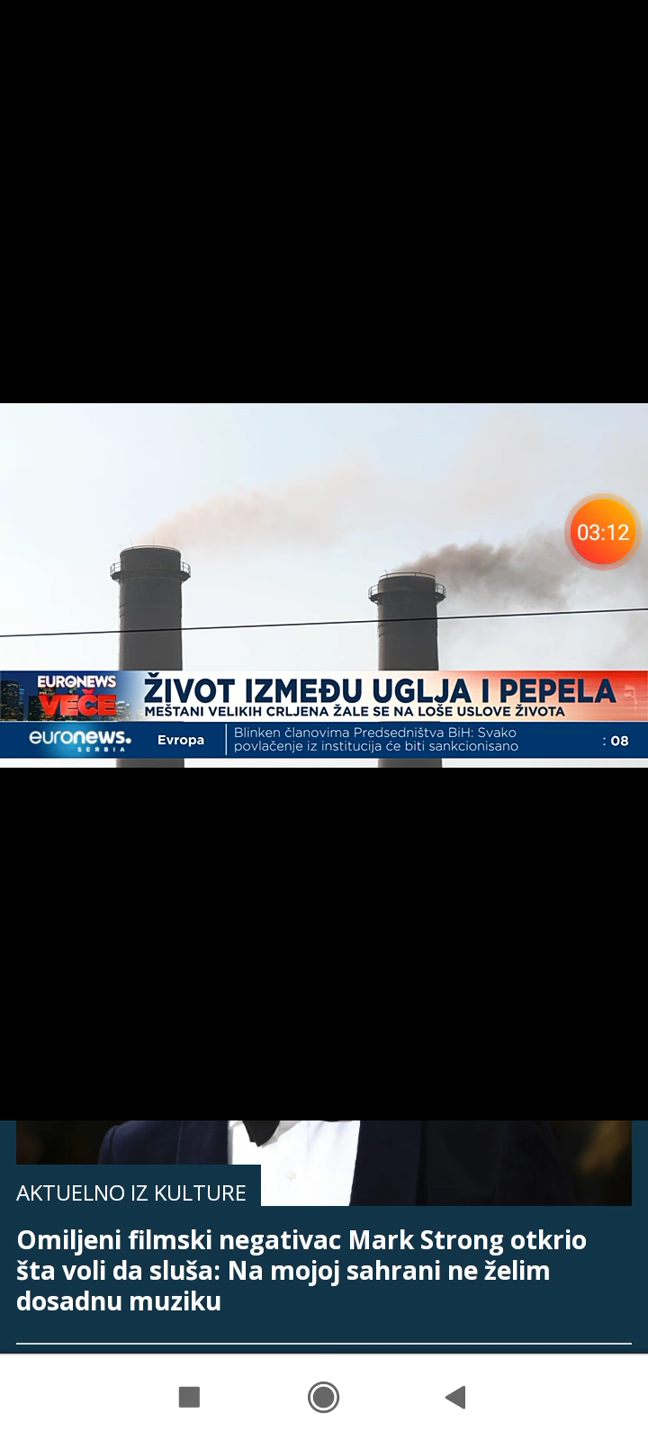 03:12
EURONEWS
VEČE
ŽIVOT IZMEĐU UGLJA I PEPELA
MEŠTANI VELIKIH CRLJENA ŽALE SE NA LOŠE USLOVE ŽIVOTA
euronews.
SERBIA
Evropa
Blinken članovima Predsedništva BiH: Svako
povlačenje iz institucija će biti sankcionisano
: 08
AKTUELNO IZ KULTURE
Omiljeni filmski negativac Mark Strong otkrio
šta voli da sluša: Na mojoj sahrani ne želim
dosadnu muziku